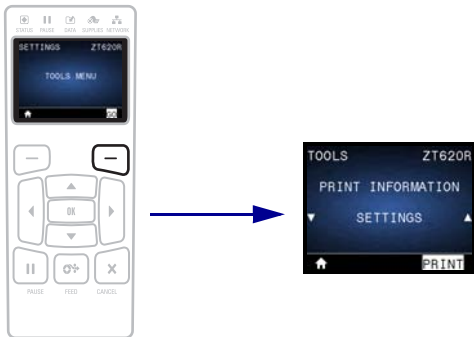 STATUS PAUSE DATA SUPPLIES NETWORK
SETTINGS ZT620R
TOOLS MENU
GO
OK
PAUSE FEED CANCEL
TOOLS ZT620R
PRINT INFORMATION
SETTINGS
PRINT